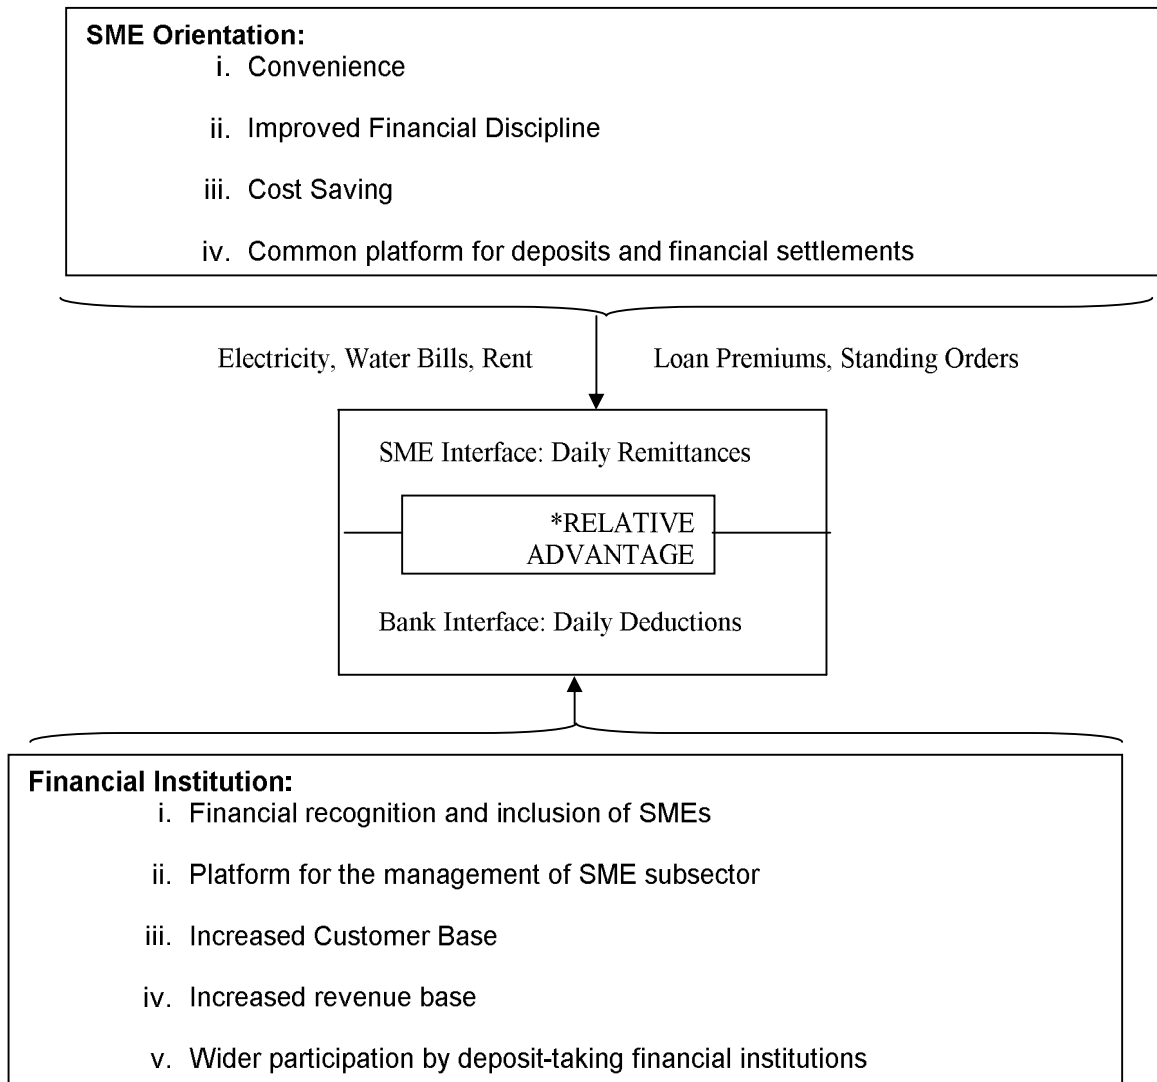 SME Orientation:
i. Convenience
ii. Improved Financial Discipline
iii. Cost Saving
iv. Common platform for deposits and financial settlements
Electricity, Water Bills, Rent
Loan Premiums, Standing Orders
SME Interface: Daily Remittances
*RELATIVE
ADVANTAGE
Bank Interface: Daily Deductions
Financial Institution:
i. Financial recognition and inclusion of SMEs
ii. Platform for the management of SME subsector
iii. Increased Customer Base
iv. Increased revenue base
v. Wider participation by deposit-taking financial institutions